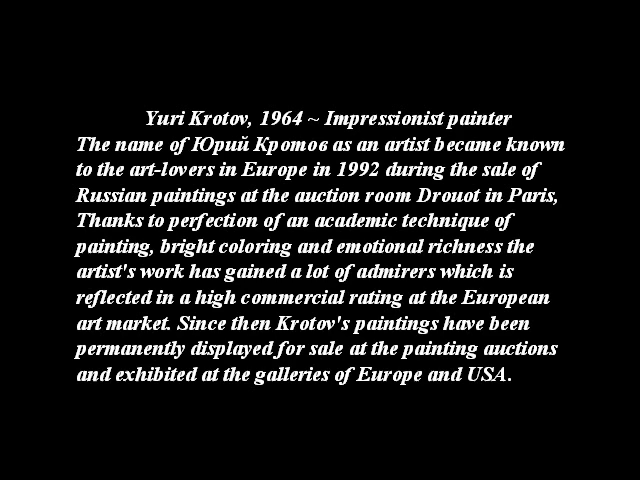 Yuri Krotov, 1964 ~ Impressionist painter
The name of Юрий Кротов as an artist became known
to the art-lovers in Europe in 1992 during the sale of
Russian paintings at the auction room Drouot in Paris,
Thanks to perfection of an academic technique of
painting, bright coloring and emotional richness the
artist's work has gained a lot of admirers which is
reflected in a high commercial rating at the European
art market. Since then Krotov's paintings have been
permanently displayed for sale at the painting auctions
and exhibited at the galleries of Europe and USA.